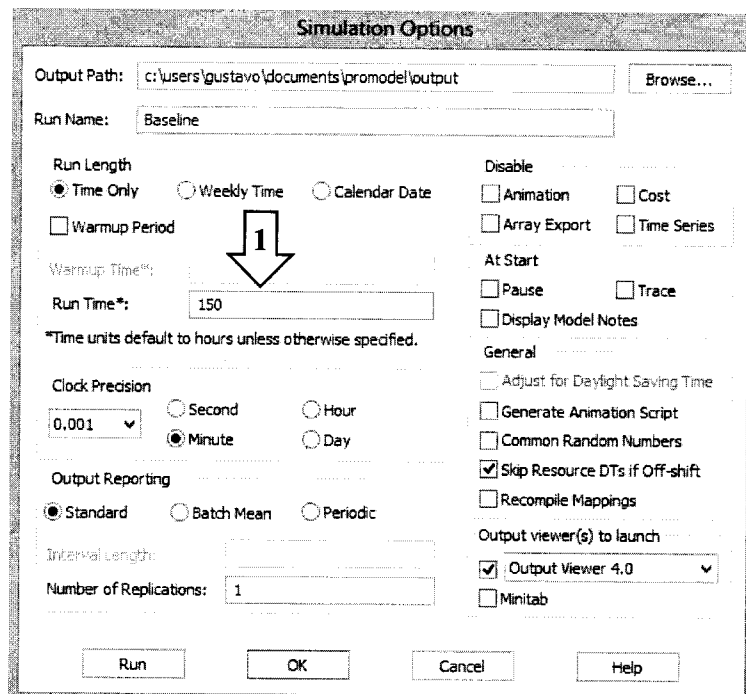 Simulation Options
Output Path: c:\users\gustavo\documents\promodel\output Browse...
Run Name: Baseline
Run Length
Time Only Weekly Time Calendar Date
Warmup Period
1
Warmup Time*:
Run Time*: 150
*Time units default to hours unless otherwise specified.
Clock Precision
0.001 Second Hour
Minute Day
Output Reporting
Standard Batch Mean Periodic
Interval Length:
Number of Replications: 1
Disable
Animation Cost
Array Export Time Series
At Start
Pause Trace
Display Model Notes
General
Adjust for Daylight Saving Time
Generate Animation Script
Common Random Numbers
Skip Resource DTs if Off-shift
Recompile Mappings
Output viewer(s) to launch
Output Viewer 4.0
Minitab
Run OK Cancel Help